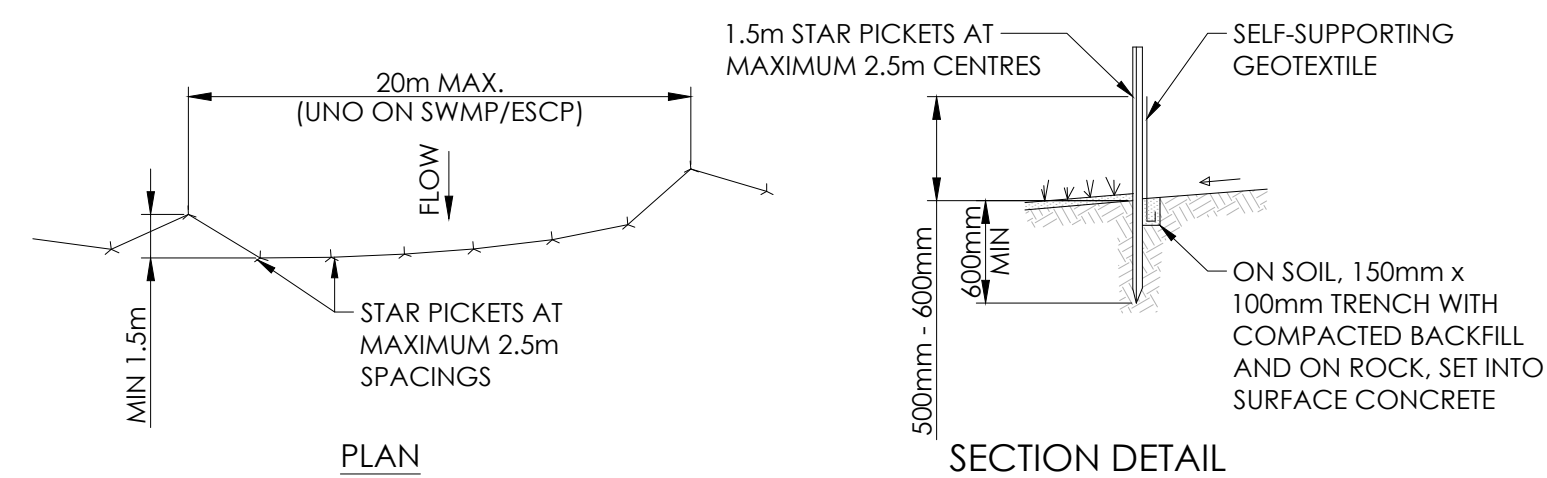 20m MAX.
(UNO ON SWMP/ESCP)
FLOW
MIN 1.5m
STAR PICKETS AT
MAXIMUM 2.5m
SPACINGS
PLAN
1.5m STAR PICKETS AT
MAXIMUM 2.5m CENTRES
SELF-SUPPORTING
GEOTEXTILE
500mm - 600mm
600mm
MIN
ON SOIL, 150mm x
100mm TRENCH WITH
COMPACTED BACKFILL
AND ON ROCK, SET INTO
SURFACE CONCRETE
SECTION DETAIL